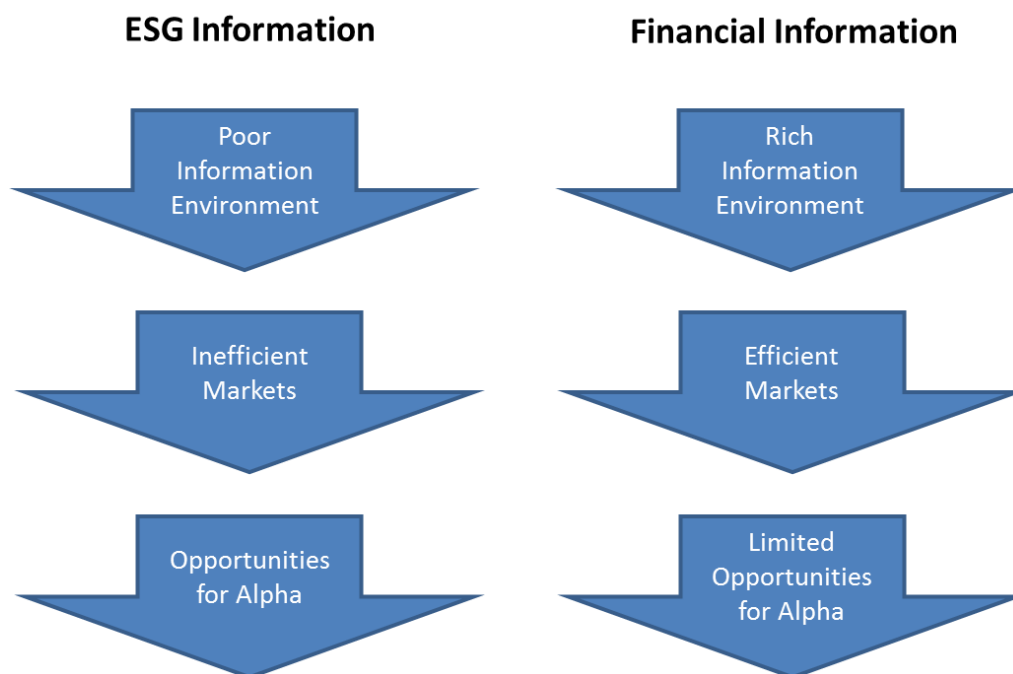 ESG Information
Poor
Information
Environment
Inefficient
Markets
Opportunities
for Alpha
Financial Information
Rich
Information
Environment
Efficient
Markets
Limited
Opportunities
for Alpha